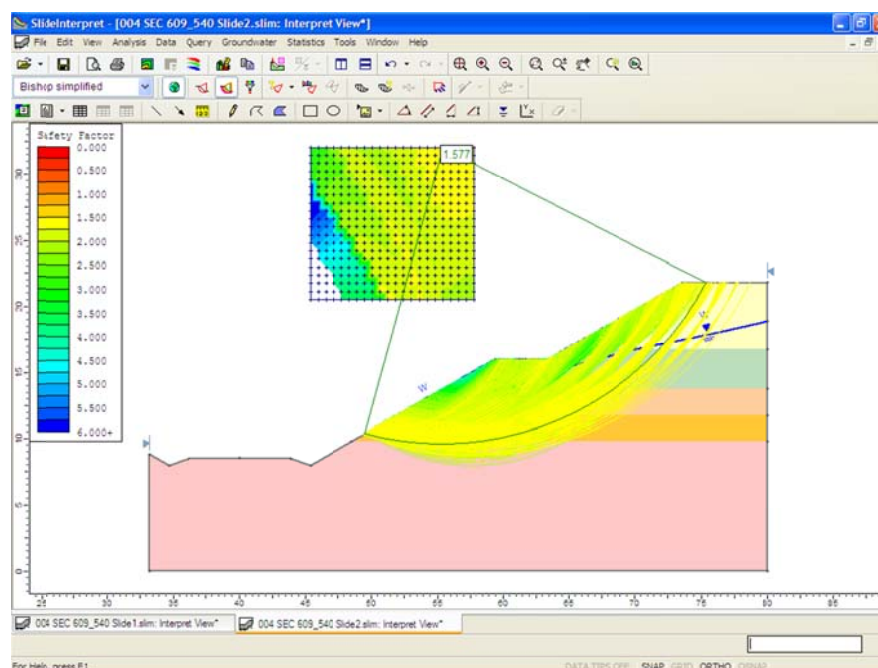 SlideInterpret - [004 SEC 609_540 Slide2.slim: Interpret View*]
File Edit View Analysis Data Query Groundwater Statistics Tools Window Help
Bishop simplified
Safety Factor
0.000
0.500
1.000
1.500
2.000
2.500
3.000
3.500
4.000
4.500
5.000
5.500
6.000+
1.577
W
W
30
25
20
15
10
5
0
25 30 35 40 45 50 55 60 65 70 75 80 85
004 SEC 609_540 Slide1.slim: Interpret View* 004 SEC 609_540 Slide2.slim: Interpret View*
For Help, press F1 DATA TIPS OFF SNAP GRID ORTHO OSNAP